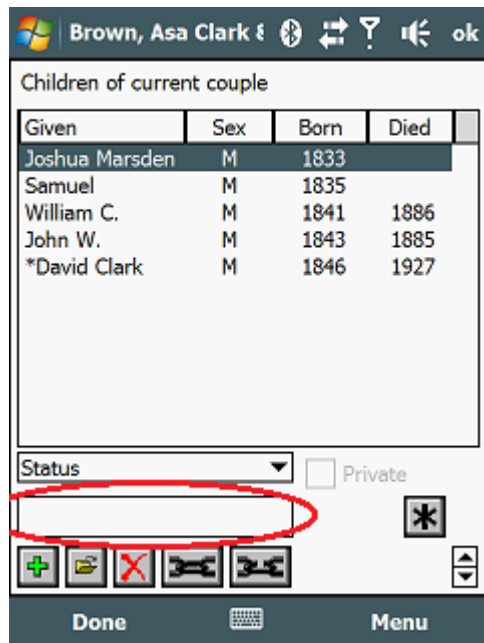 Brown, Asa Clark & ok
Children of current couple
Given Sex Born Died
Joshua Marsden M 1833
Samuel M 1835
William C. M 1841 1886
John W. M 1843 1885
*David Clark M 1846 1927
Status Private
Done Menu